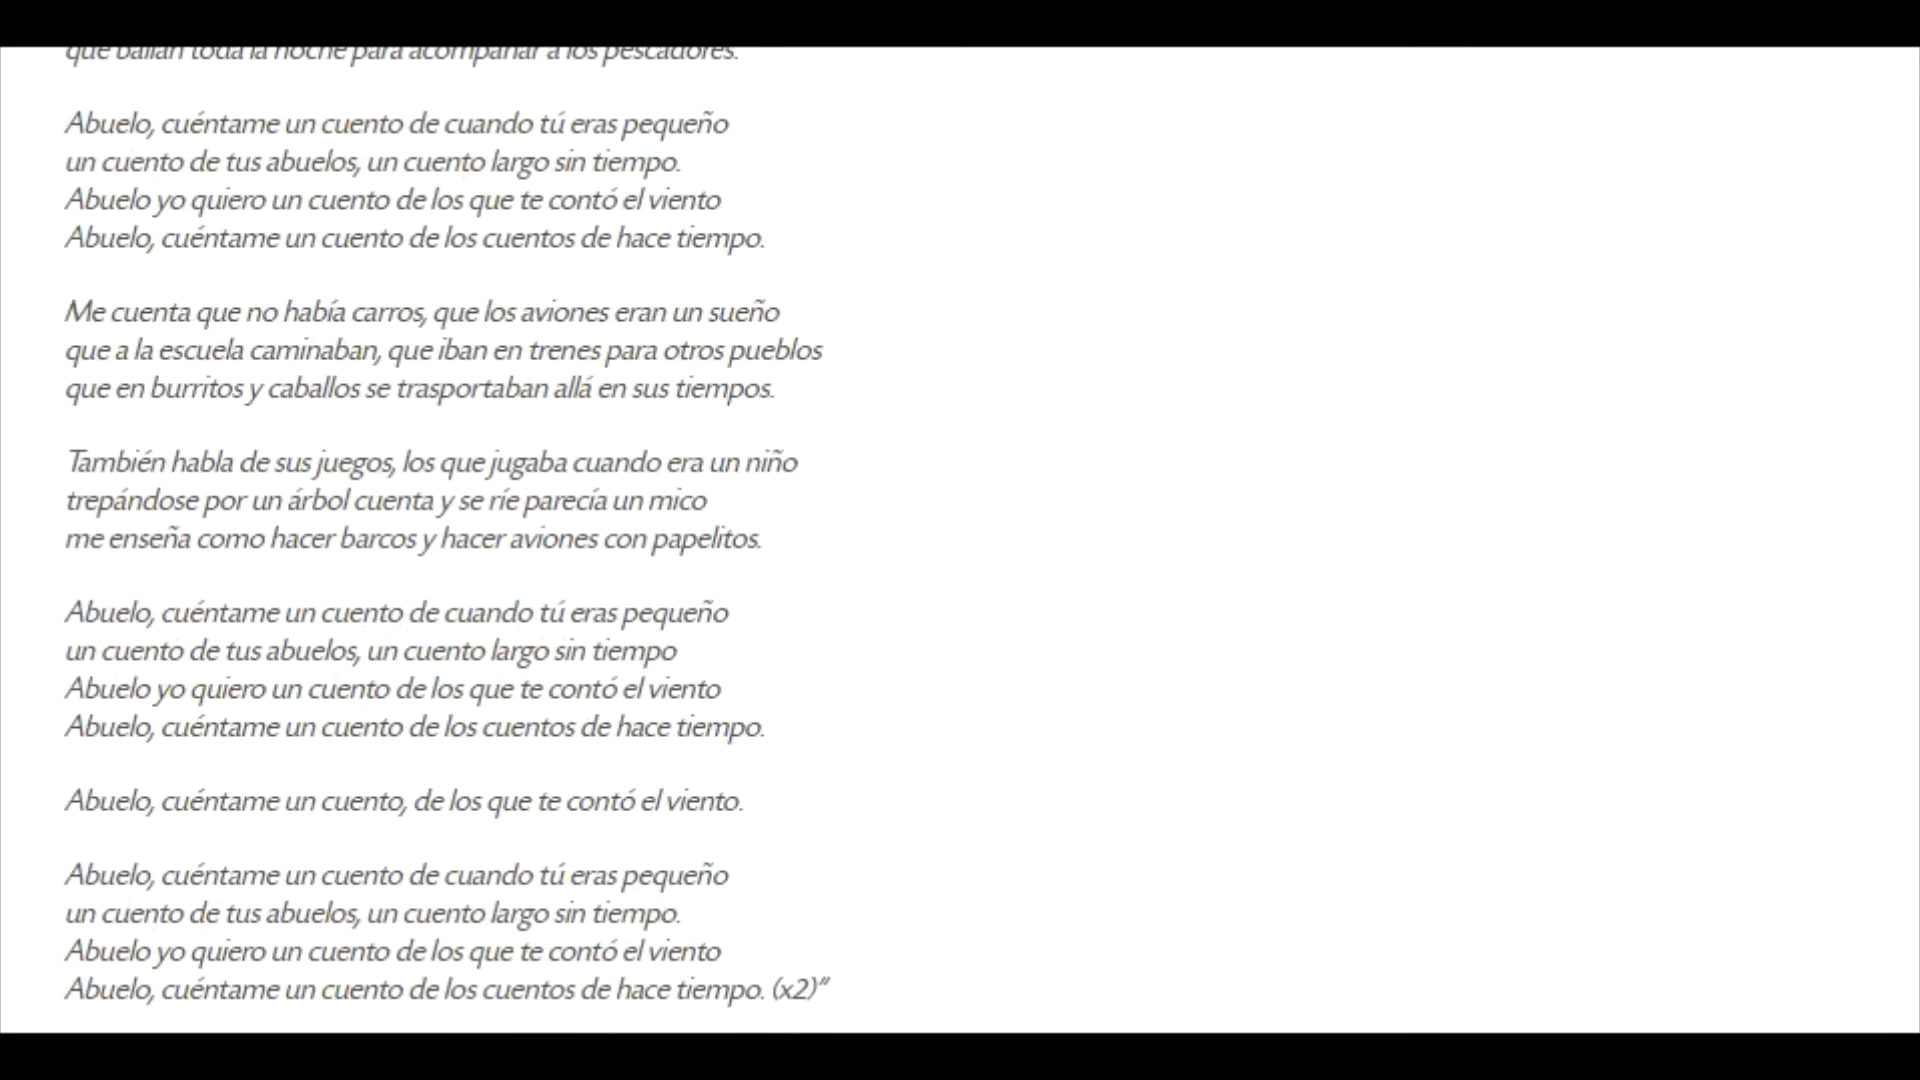 que bailan toda la noche para acompañar a los pescadores.
Abuelo, cuéntame un cuento de cuando tú eras pequeño
un cuento de tus abuelos, un cuento largo sin tiempo.
Abuelo yo quiero un cuento de los que te contó el viento
Abuelo, cuéntame un cuento de los cuentos de hace tiempo.
Me cuenta que no había carros, que los aviones eran un sueño
que a la escuela caminaban, que iban en trenes para otros pueblos
que en burritos y caballos se trasportaban allá en sus tiempos.
También habla de sus juegos, los que jugaba cuando era un niño
trepándose por un árbol cuenta y se ríe parecía un mico
me enseña como hacer barcos y hacer aviones con papelitos.
Abuelo, cuéntame un cuento de cuando tú eras pequeño
un cuento de tus abuelos, un cuento largo sin tiempo
Abuelo yo quiero un cuento de los que te contó el viento
Abuelo, cuéntame un cuento de los cuentos de hace tiempo.
Abuelo, cuéntame un cuento, de los que te contó el viento.
Abuelo, cuéntame un cuento de cuando tú eras pequeño
un cuento de tus abuelos, un cuento largo sin tiempo.
Abuelo yo quiero un cuento de los que te contó el viento
Abuelo, cuéntame un cuento de los cuentos de hace tiempo. (x2)"